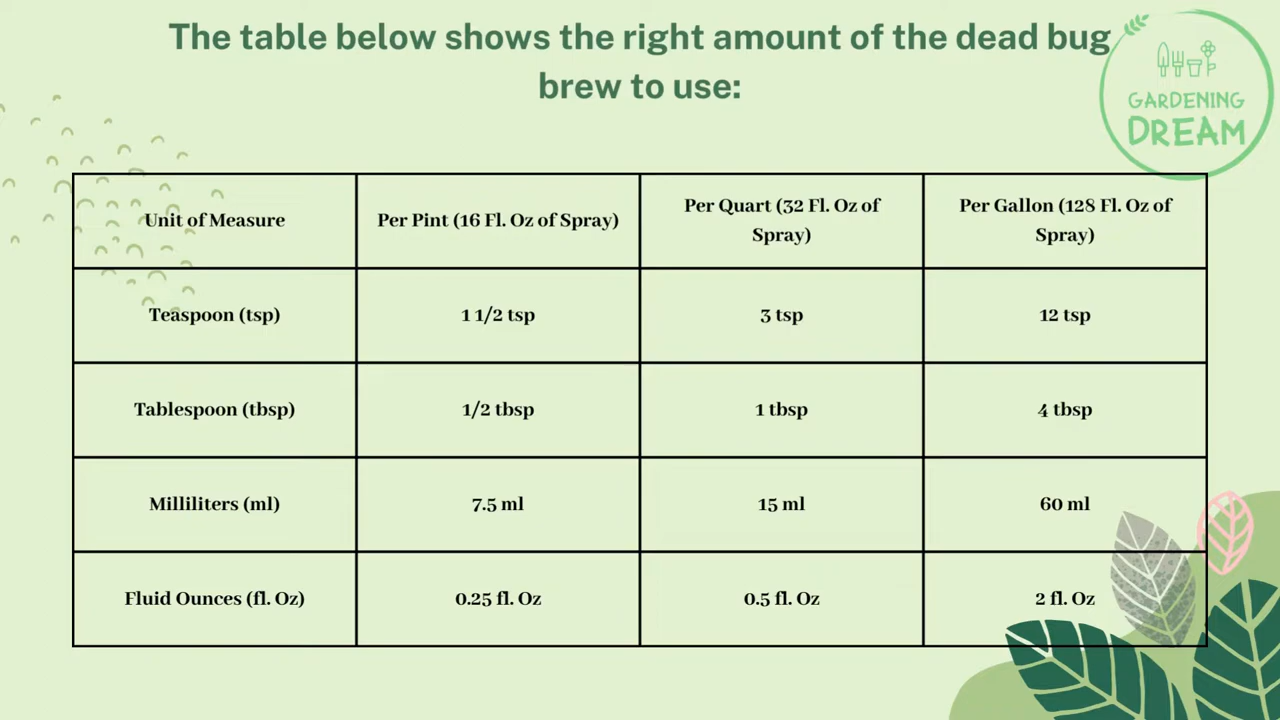 The table below shows the right amount of the dead bug
brew to use:
GARDENING
DREAM
Unit of Measure
Per Pint (16 Fl. Oz of Spray)
Per Quart (32 Fl. Oz of
Spray)
Per Gallon (128 Fl. Oz of
Spray)
Teaspoon (tsp)
1 1/2 tsp
3 tsp
12 tsp
Tablespoon (tbsp)
1/2 tbsp
1 tbsp
4 tbsp
Milliliters (ml)
7.5 ml
15 ml
60 ml
Fluid Ounces (fl. Oz)
0.25 fl. Oz
0.5 fl. Oz
2 fl. Oz